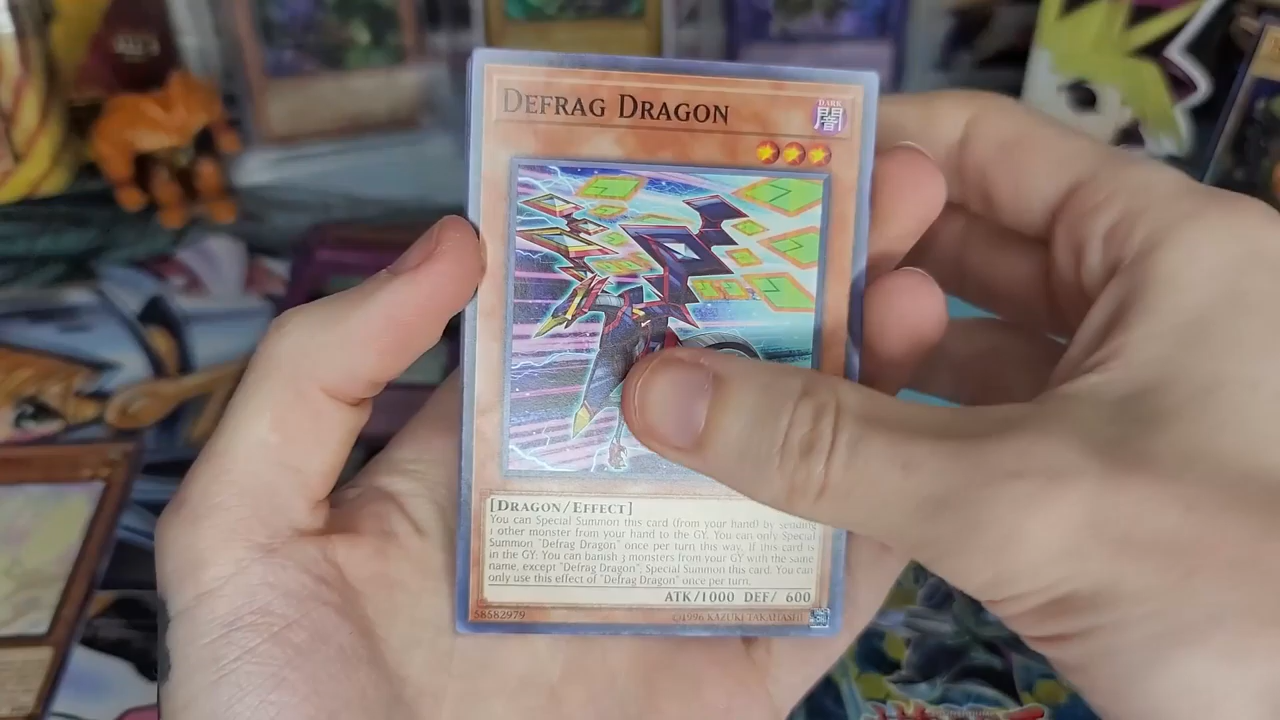 DEFRAG DRAGON
DARK
闇
[DRAGON/EFFECT]
You can Special Summon this card (from your hand) by sending
1 other monster from your hand to the GY. You can only Special
Summon "Defrag Dragon" once per turn this way. If this card is
in the GY: You can banish 3 monsters from your GY with the same
name, except "Defrag Dragon"; Special Summon this card. You can
only use this effect of "Defrag Dragon" once per turn.
ATK/1000 DEF/ 600
58582979
©1996 KAZUKI TAKAHASHI